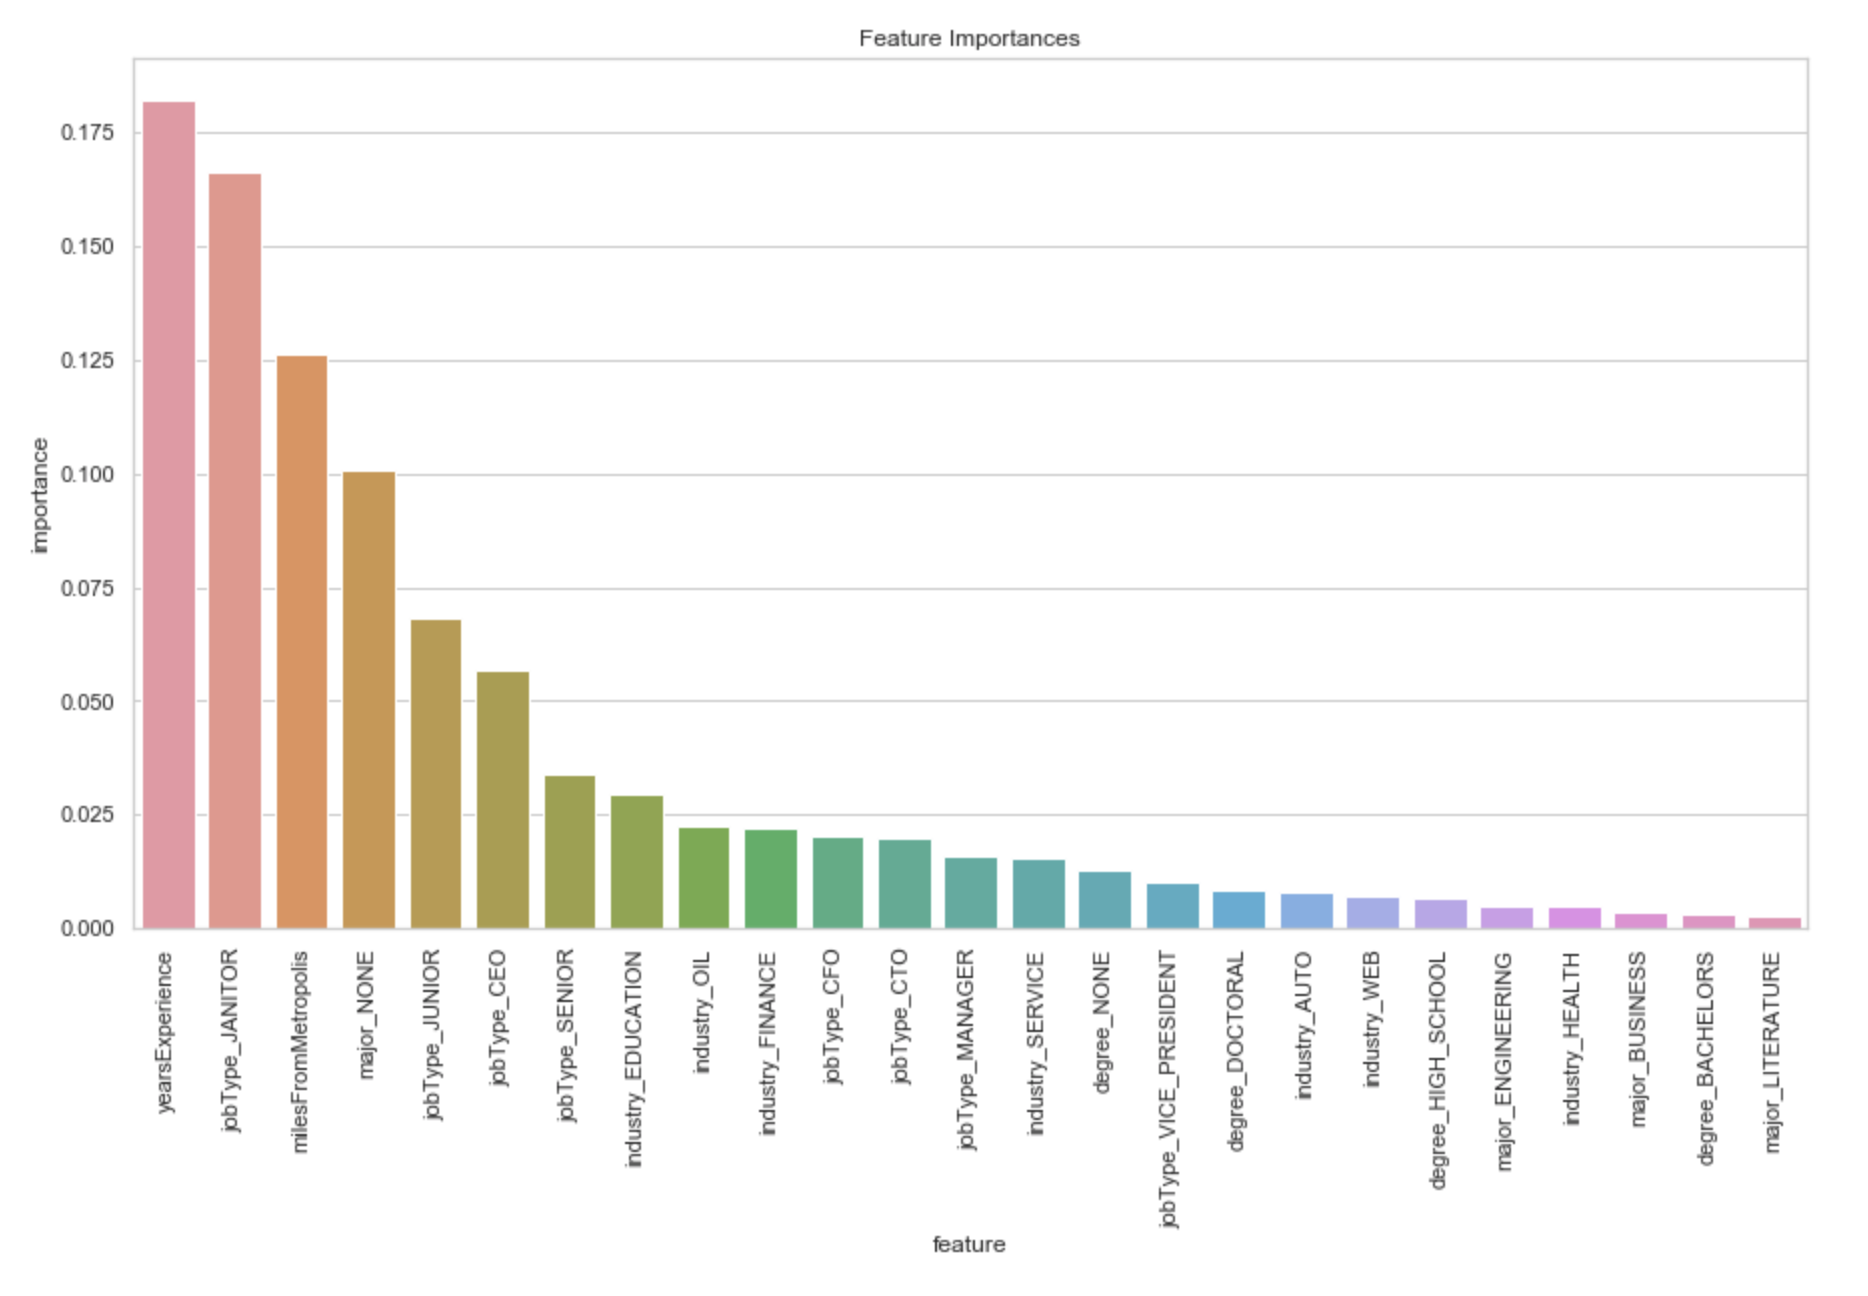 Feature Importances
importance
0.175
0.150
0.125
0.100
0.075
0.050
0.025
0.000
yearsExperience
jobType_JANITOR
milesFromMetropolis
major_NONE
jobType_JUNIOR
jobType_CEO
jobType_SENIOR
industry_EDUCATION
industry_OIL
industry_FINANCE
jobType_CFO
jobType_CTO
jobType_MANAGER
industry_SERVICE
degree_NONE
jobType_VICE_PRESIDENT
degree_DOCTORAL
industry_AUTO
industry_WEB
degree_HIGH_SCHOOL
major_ENGINEERING
industry_HEALTH
major_BUSINESS
degree_BACHELORS
major_LITERATURE
feature